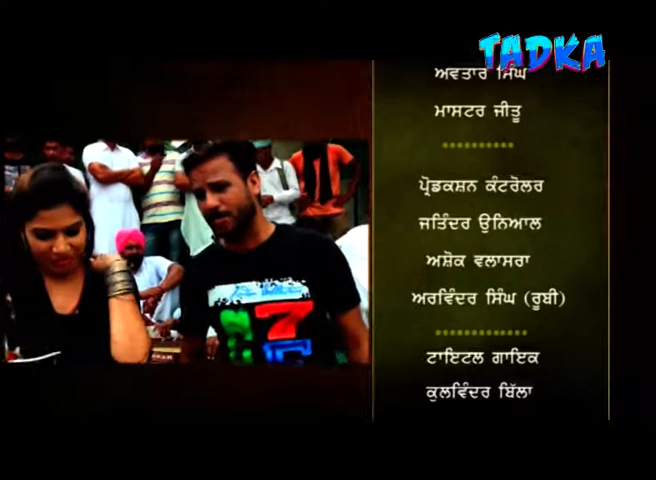 TADKA
ਅਵਤਾਰ ਸਿੰਘ
ਮਾਸਟਰ ਜੀਤੂ
ਪ੍ਰੋਡਕਸ਼ਨ ਕੰਟਰੋਲਰ
ਜਤਿੰਦਰ ਉਨਿਆਲ
ਅਸ਼ੋਕ ਵਲਾਸਰਾ
ਅਰਵਿੰਦਰ ਸਿੰਘ (ਰੂਬੀ)
ਟਾਇਟਲ ਗਾਇਕ
ਕੁਲਵਿੰਦਰ ਬਿੱਲਾ